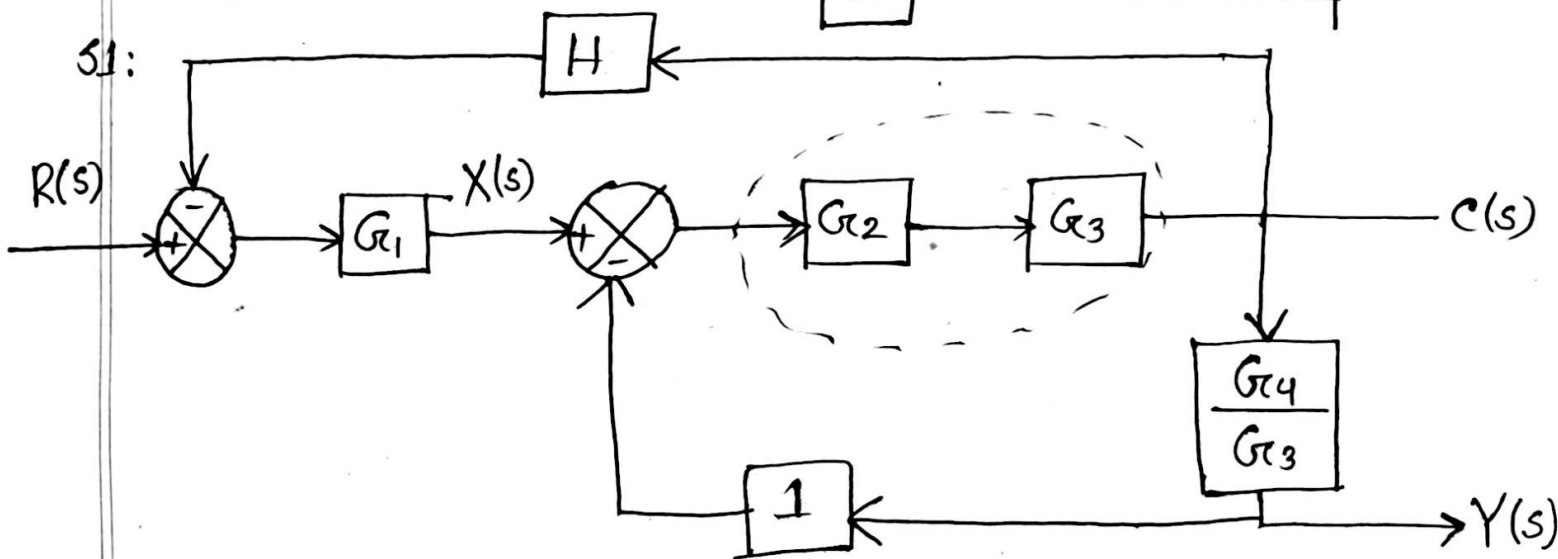 S1:
H
R(s)
-
+
G1
X(s)
+
-
G2
G3
C(s)
G4
G3
1
Y(s)